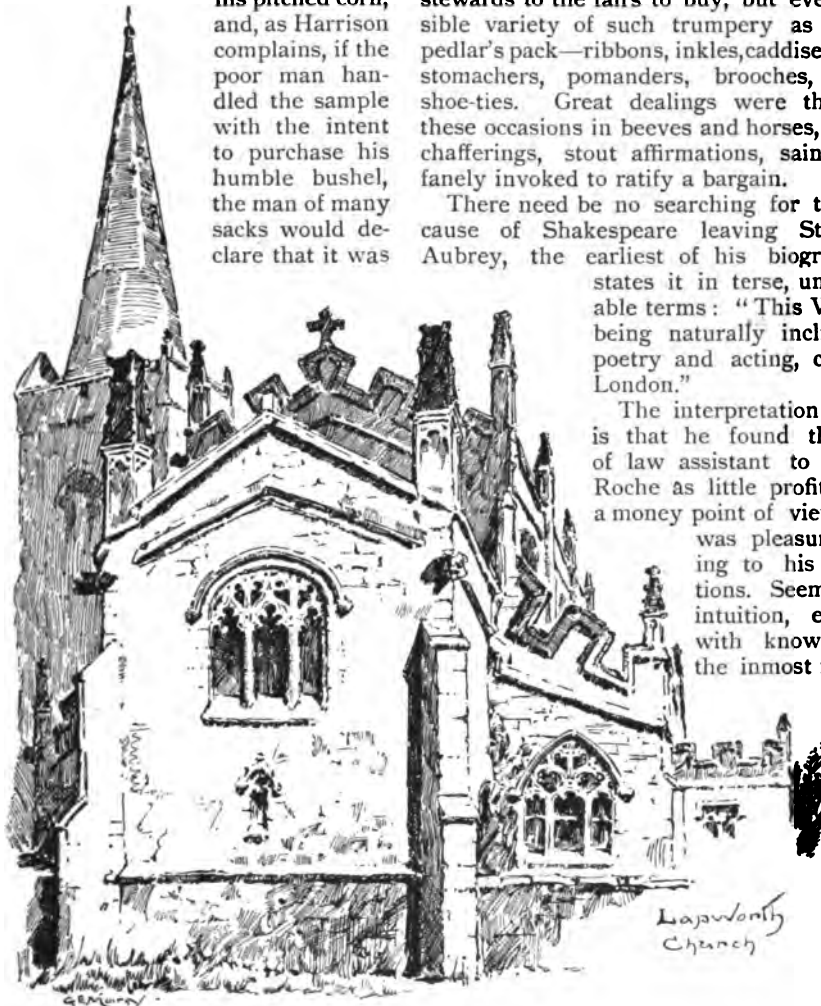 his pitched corn,
and, as Harrison
complains, if the
poor man han-
dled the sample
with the intent
to purchase his
humble bushel,
the man of many
sacks would de-
clare that it was
stewards to the fairs to buy, but eve
sible variety of such trumpery as
pedlar's pack—ribbons, inkles,caddise
stomachers, pomanders, brooches,
shoe-ties. Great dealings were th
these occasions in beeves and horses,
chafferings, stout affirmations, sain
fanely invoked to ratify a bargain.
There need be no searching for t
cause of Shakespeare leaving St
Aubrey, the earliest of his biogr
states it in terse, un
able terms: "This W
being naturally incl
poetry and acting, c
London."
The interpretation
is that he found th
of law assistant to
Roche as little profit
a money point of vie
was pleasur
ing to his
tions. Seem
intuition, e
with know
the inmost
Lapworth
Church